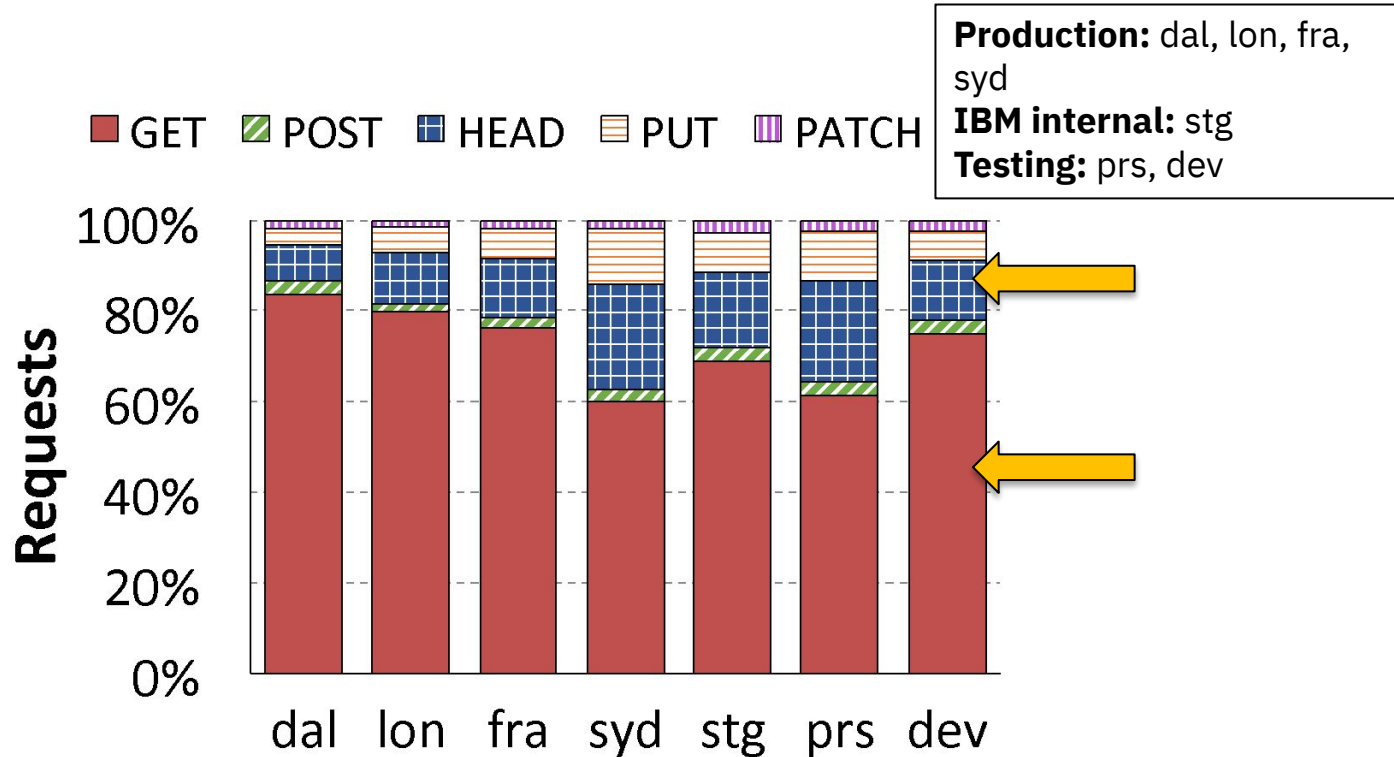 Production: dal, lon, fra,
syd
IBM internal: stg
Testing: prs, dev
GET POST HEAD PUT PATCH
Requests
100%
80%
60%
40%
20%
0%
dal lon fra syd stg prs dev